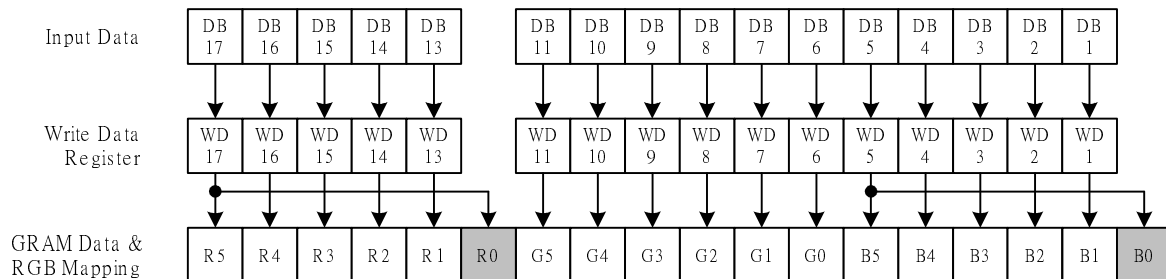 Input Data DB 17 DB 16 DB 15 DB 14 DB 13 DB 11 DB 10 DB 9 DB 8 DB 7 DB 6 DB 5 DB 4 DB 3 DB 2 DB 1
Write Data Register WD 17 WD 16 WD 15 WD 14 WD 13 WD 11 WD 10 WD 9 WD 8 WD 7 WD 6 WD 5 WD 4 WD 3 WD 2 WD 1
GRAM Data & RGB Mapping R5 R4 R3 R2 R1 R0 G5 G4 G3 G2 G1 G0 B5 B4 B3 B2 B1 B0